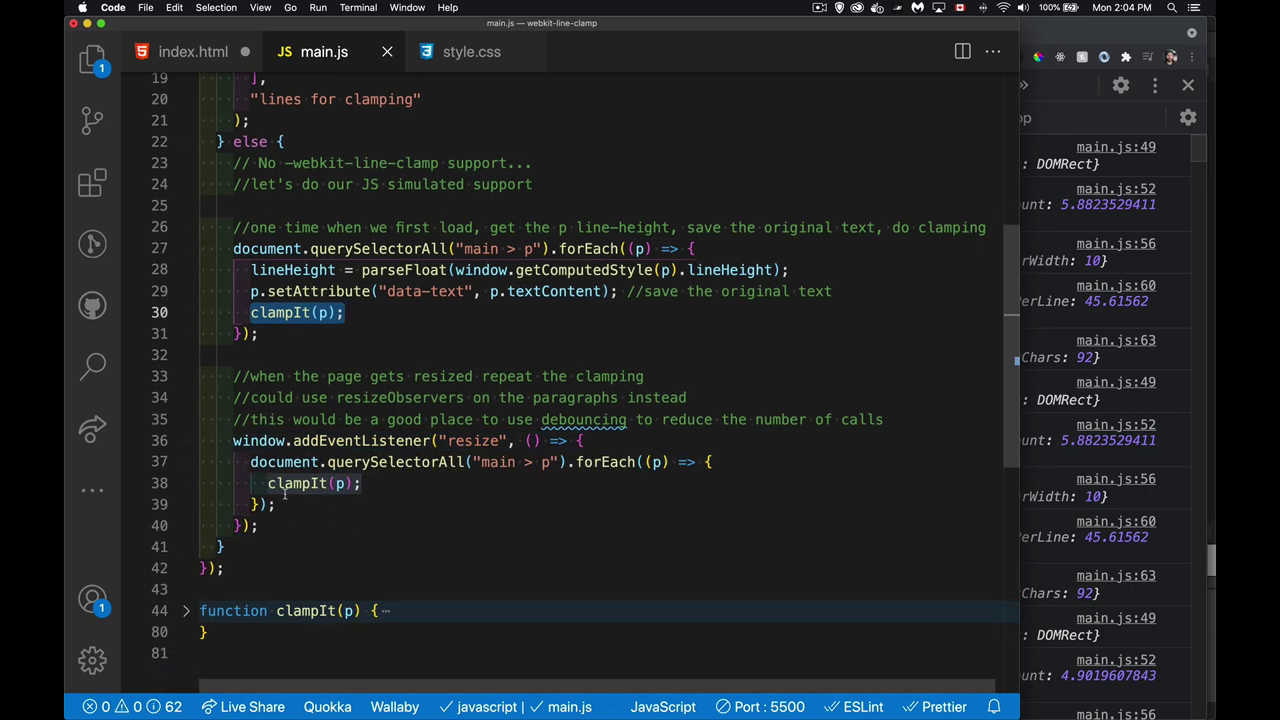 Code File Edit Selection View Go Run Terminal Window Help 100% Mon 2:04 PM
main.js — webkit-line-clamp
index.html JS main.js style.css
19 ],
20 "lines for clamping"
21 );
22 } else {
23 // No -webkit-line-clamp support...
24 //let's do our JS simulated support
25
26 //one time when we first load, get the p line-height, save the original text, do clamping
27 document.querySelectorAll("main > p").forEach((p) => {
28 lineHeight = parseFloat(window.getComputedStyle(p).lineHeight);
29 p.setAttribute("data-text", p.textContent); //save the original text
30 clampIt(p);
31 });
32
33 //when the page gets resized repeat the clamping
34 //could use resizeObservers on the paragraphs instead
35 //this would be a good place to use debouncing to reduce the number of calls
36 window.addEventListener("resize", () => {
37 document.querySelectorAll("main > p").forEach((p) => {
38 clampIt(p);
39 });
40 });
41 }
42 });
43
44 function clampIt(p) { ⋯
80 }
81
1
1
op
main.js:49
: DOMRect}
main.js:52
ount: 5.8823529411
main.js:56
erWidth: 10}
main.js:60
PerLine: 45.61562
main.js:63
Chars: 92}
main.js:49
: DOMRect}
main.js:52
ount: 5.8823529411
main.js:56
erWidth: 10}
main.js:60
PerLine: 45.61562
main.js:63
Chars: 92}
main.js:49
: DOMRect}
main.js:52
ount: 4.9019607843
main.js:56
0 0 62 Live Share Quokka Wallaby javascript | main.js JavaScript Port : 5500 ESLint Prettier